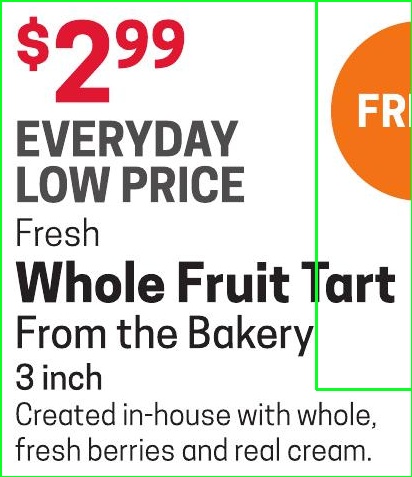 $2.99
EVERYDAY
LOW PRICE
Fresh
Whole Fruit Tart
From the Bakery
3 inch
Created in-house with whole,
fresh berries and real cream.